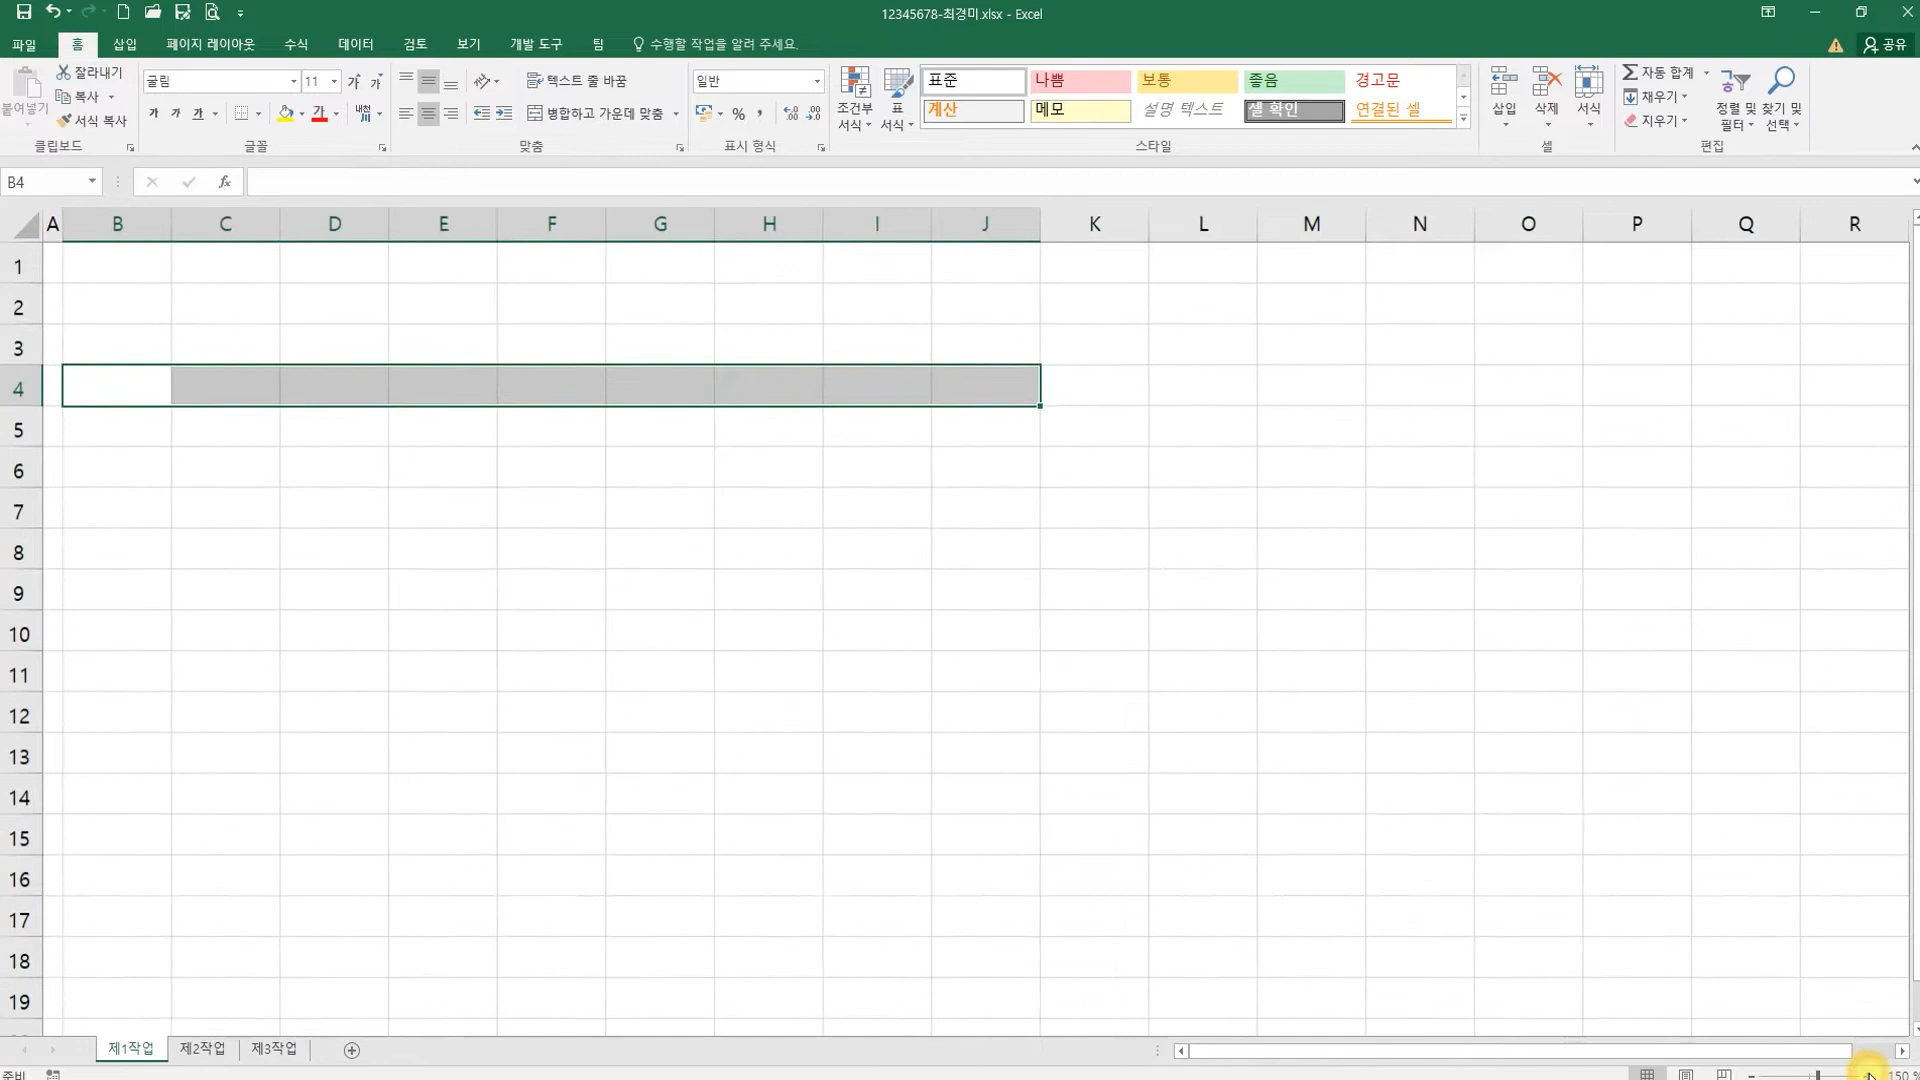 12345678-최경미.xlsx - Excel
파일 홈 삽입 페이지 레이아웃 수식 데이터 검토 보기 개발 도구 팀 수행할 작업을 알려 주세요. 공유
붙여넣기 잘라내기 복사 서식 복사
굴림 11 가 가
가 가 가 가 내천
텍스트 줄 바꿈
병합하고 가운데 맞춤
일반
% ,
조건부 서식 표 서식
표준 나쁨 보통 좋음 경고문
계산 메모 설명 텍스트 셀 확인 연결된 셀
삽입 삭제 서식
자동 합계
채우기
지우기
정렬 및 필터 찾기 및 선택
클립보드 글꼴 맞춤 표시 형식 스타일 셀 편집
B4 fx
A B C D E F G H I J K L M N O P Q R
1
2
3
4
5
6
7
8
9
10
11
12
13
14
15
16
17
18
19
제1작업 제2작업 제3작업
준비 150 %